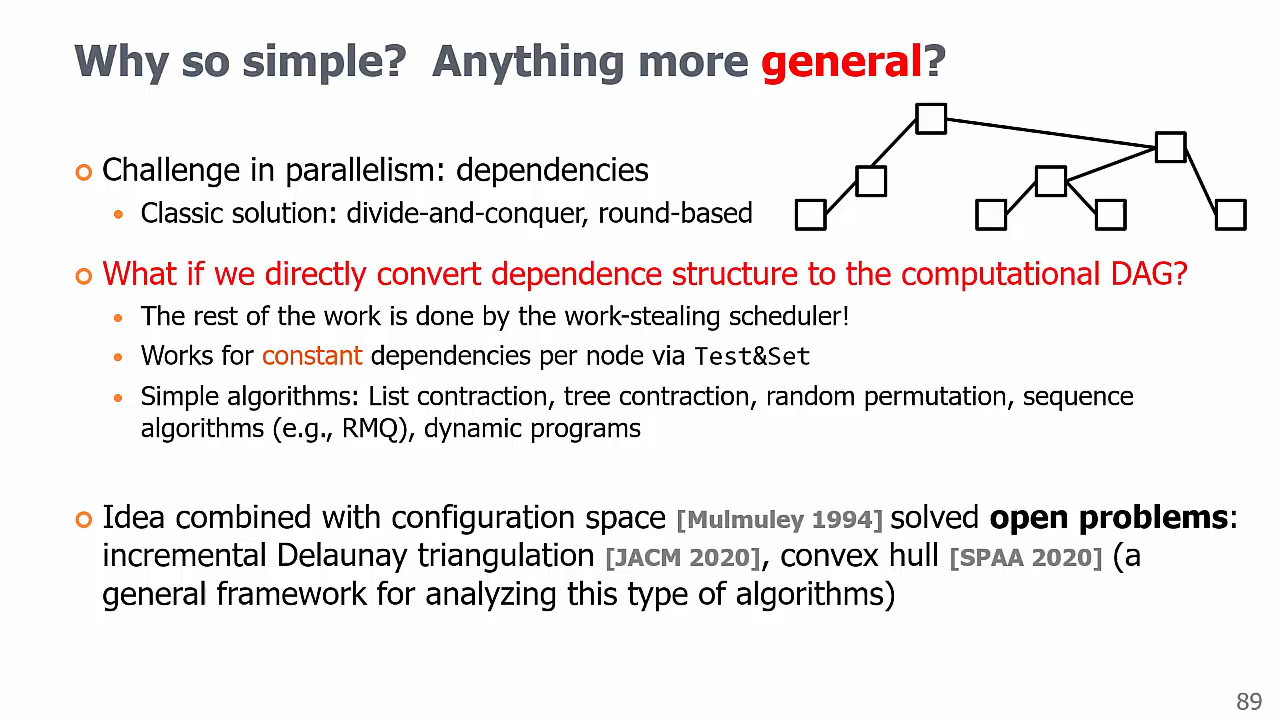 Why so simple? Anything more general?
Challenge in parallelism: dependencies
Classic solution: divide-and-conquer, round-based
What if we directly convert dependence structure to the computational DAG?
The rest of the work is done by the work-stealing scheduler!
Works for constant dependencies per node via Test&Set
Simple algorithms: List contraction, tree contraction, random permutation, sequence
algorithms (e.g., RMQ), dynamic programs
Idea combined with configuration space [Mulmuley 1994] solved open problems:
incremental Delaunay triangulation [JACM 2020], convex hull [SPAA 2020] (a
general framework for analyzing this type of algorithms)
89